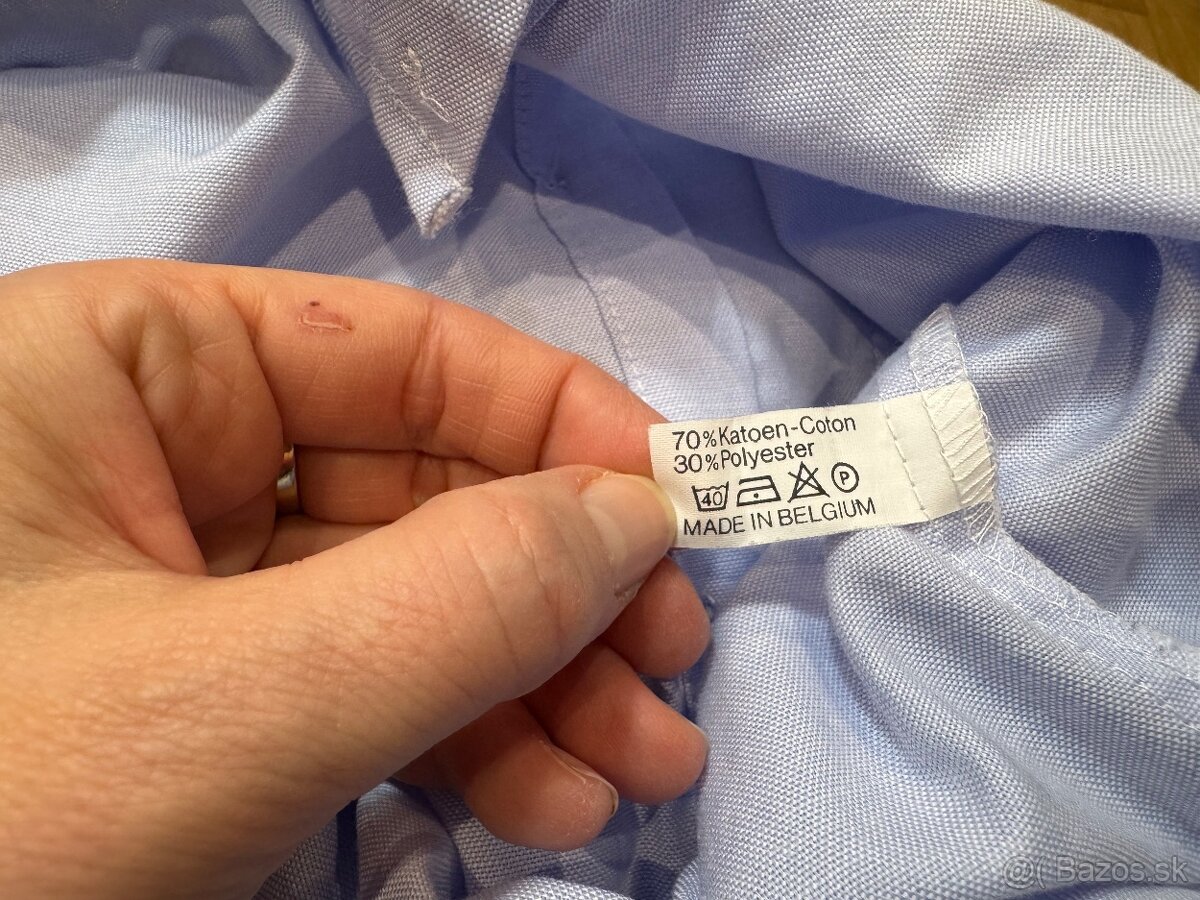 70%Katoen-Coton
30%Polyester
40 P
MADE IN BELGIUM
@( Bazos.sk